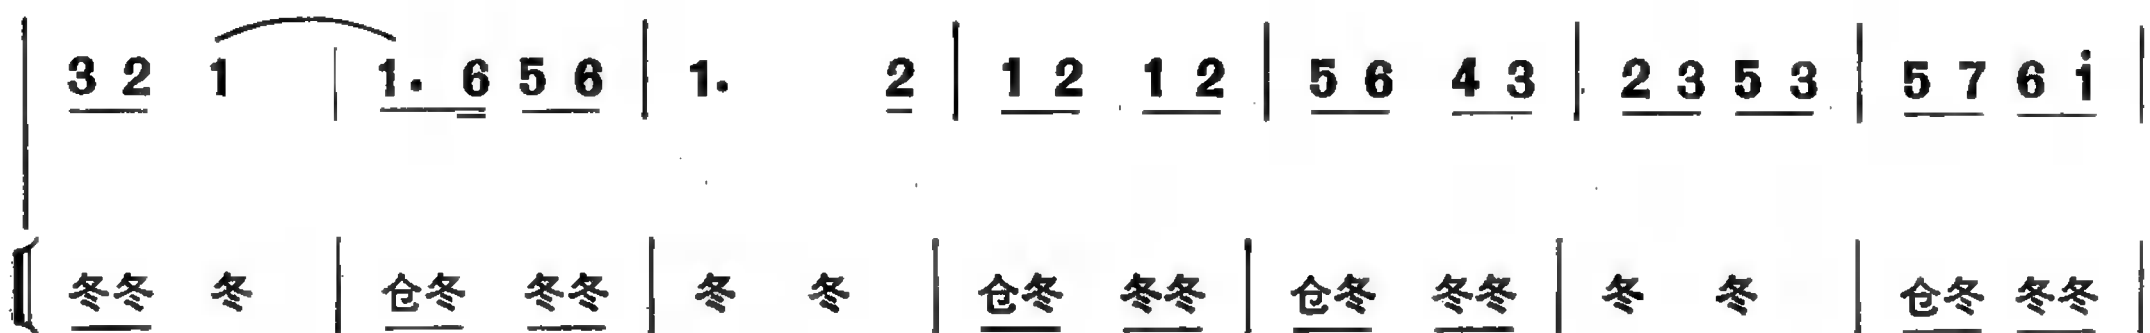 3 2 1 | 1. 6 5 6 | 1. 2 | 1 2 1 2 | 5 6 4 3 | 2 3 5 3 | 5 7 6 i |
冬冬 冬 | 仓冬 冬冬 | 冬 冬 | 仓冬 冬冬 | 仓冬 冬冬 | 冬 冬 | 仓冬 冬冬 |